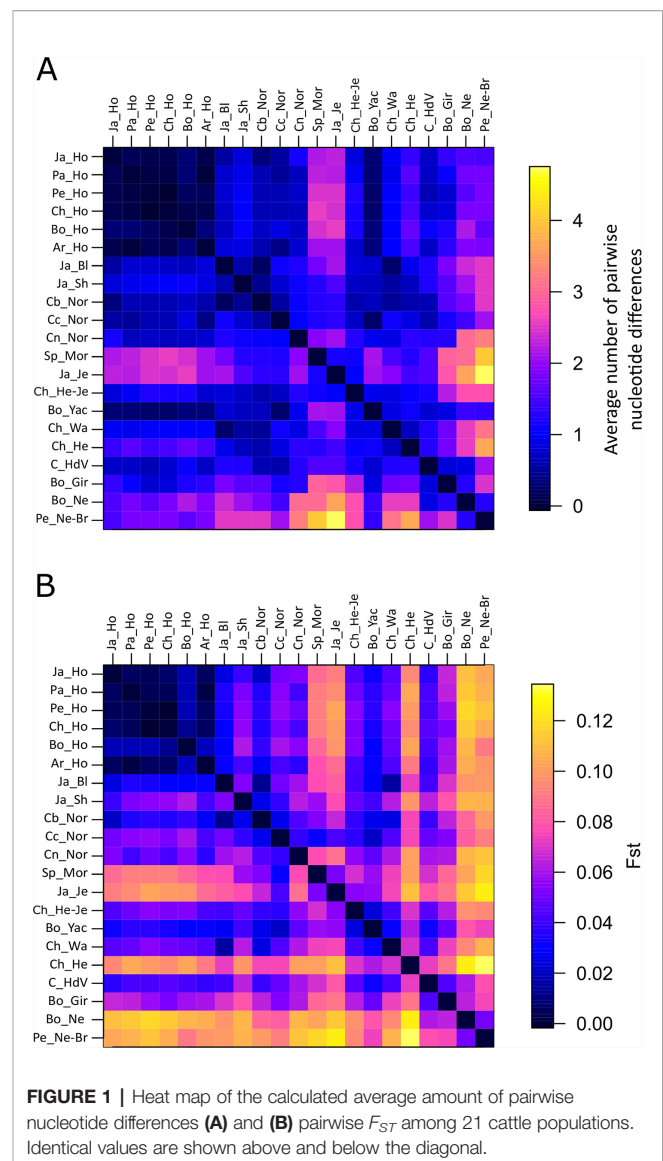 A
Ja_Ho
Pa_Ho
Pe_Ho
Ch_Ho
Bo_Ho
Ar_Ho
Ja_Bl
Ja_Sh
Cb_Nor
Cc_Nor
Cn_Nor
Sp_Mor
Ja_Je
Ch_He-Je
Bo_Yac
Ch_Wa
Ch_He
C_HdV
Bo_Gir
Bo_Ne
Pe_Ne-Br
Ja_Ho
Pa_Ho
Pe_Ho
Ch_Ho
Bo_Ho
Ar_Ho
Ja_Bl
Ja_Sh
Cb_Nor
Cc_Nor
Cn_Nor
Sp_Mor
Ja_Je
Ch_He-Je
Bo_Yac
Ch_Wa
Ch_He
C_HdV
Bo_Gir
Bo_Ne
Pe_Ne-Br
4
3
2
1
0
Average number of pairwise
nucleotide differences
B
Ja_Ho
Pa_Ho
Pe_Ho
Ch_Ho
Bo_Ho
Ar_Ho
Ja_Bl
Ja_Sh
Cb_Nor
Cc_Nor
Cn_Nor
Sp_Mor
Ja_Je
Ch_He-Je
Bo_Yac
Ch_Wa
Ch_He
C_HdV
Bo_Gir
Bo_Ne
Pe_Ne-Br
Ja_Ho
Pa_Ho
Pe_Ho
Ch_Ho
Bo_Ho
Ar_Ho
Ja_Bl
Ja_Sh
Cb_Nor
Cc_Nor
Cn_Nor
Sp_Mor
Ja_Je
Ch_He-Je
Bo_Yac
Ch_Wa
Ch_He
C_HdV
Bo_Gir
Bo_Ne
Pe_Ne-Br
0.12
0.10
0.08
0.06
0.04
0.02
0.00
Fst
FIGURE 1 | Heat map of the calculated average amount of pairwise
nucleotide differences (A) and (B) pairwise FST among 21 cattle populations.
Identical values are shown above and below the diagonal.